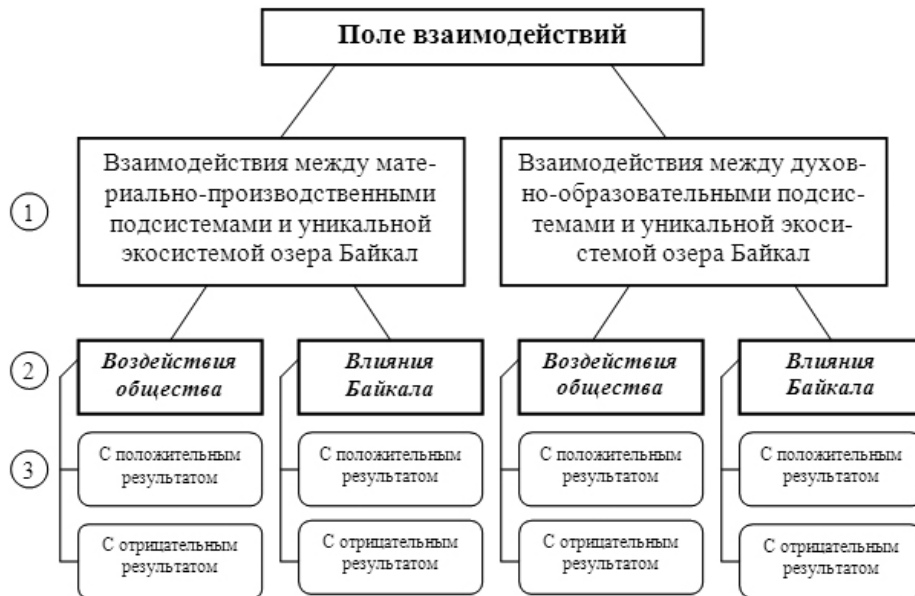 Поле взаимодействий
Взаимодействия между мате-
риально-производственными
подсистемами и уникальной
экосистемой озера Байкал
Взаимодействия между духов-
но-образовательными подсис-
темами и уникальной экоси-
стемой озера Байкал
1
2
Воздействия
общества
Влияния
Байкала
Воздействия
общества
Влияния
Байкала
3
С положительным
результатом
С положительным
результатом
С положительным
результатом
С положительным
результатом
С отрицательным
результатом
С отрицательным
результатом
С отрицательным
результатом
С отрицательным
результатом